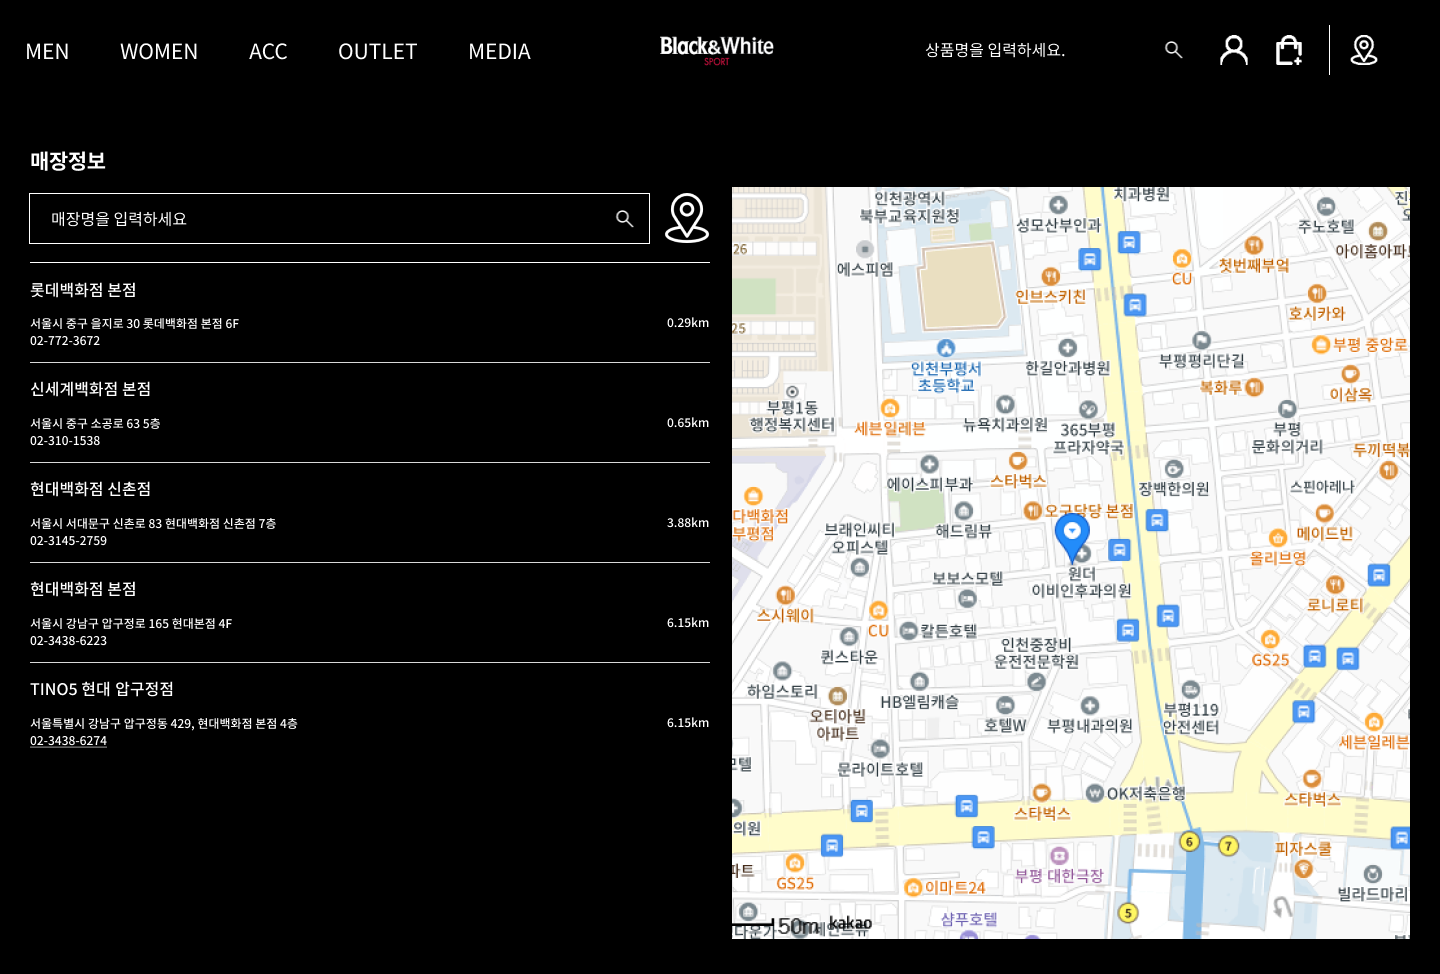 MEN WOMEN ACC OUTLET MEDIA
Black&White
SPORT
상품명을 입력하세요.
매장정보
매장명을 입력하세요
롯데백화점 본점
서울시 중구 을지로 30 롯데백화점 본점 6F
02-772-3672
0.29km
신세계백화점 본점
서울시 중구 소공로 63 5층
02-310-1538
0.65km
현대백화점 신촌점
서울시 서대문구 신촌로 83 현대백화점 신촌점 7층
02-3145-2759
3.88km
현대백화점 본점
서울시 강남구 압구정로 165 현대본점 4F
02-3438-6223
6.15km
TINO5 현대 압구정점
서울특별시 강남구 압구정동 429, 현대백화점 본점 4층
02-3438-6274
6.15km
인천광역시
북부교육지원청
치과병원
성모산부인과
주노호텔
아이홈아파트
26
에스피엠
CU
첫번째부엌
인브스키친
호시카와
25
부평 중앙로
인천부평서
초등학교
한길안과병원
부평평리단길
복화루
이삼옥
부평1동
행정복지센터
세븐일레븐
뉴욕치과의원
365부평
프라자약국
부평
문화의거리
두끼떡볶
에이스피부과
스타벅스
장백한의원
스핀아레나
다백화점
부평점
오구당당 본점
브래인씨티
오피스텔
해드림뷰
메이드빈
올리브영
보보스모텔
원더
이비인후과의원
스시웨이
CU
칼튼호텔
로니로티
퀸스타운
인천중장비
운전전문학원
GS25
하임스토리
HB엘림캐슬
오티아빌
아파트
호텔W
부평내과의원
부평119
안전센터
세븐일레븐
모텔
문라이트호텔
스타벅스
OK저축은행
스타벅스
의원
6
7
피자스쿨
파트
GS25
이마트24
부평 대한극장
빌라드마리
5
샴푸호텔
50m
kakao